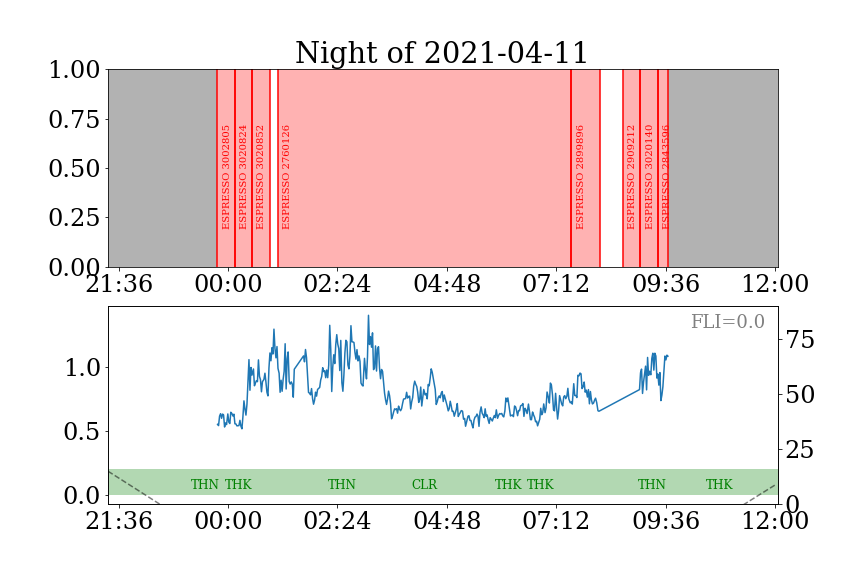 Night of 2021-04-11
1.00
0.75
0.50
0.25
0.00
ESPRESSO 3002805
ESPRESSO 3020824
ESPRESSO 3020852
ESPRESSO 2760126
ESPRESSO 2899896
ESPRESSO 2909212
ESPRESSO 3020140
ESPRESSO 2843596
21:36 00:00 02:24 04:48 07:12 09:36 12:00
FLI=0.0
1.0
0.5
0.0
75
50
25
0
THN THK THN CLR THK THK THN THK
21:36 00:00 02:24 04:48 07:12 09:36 12:00